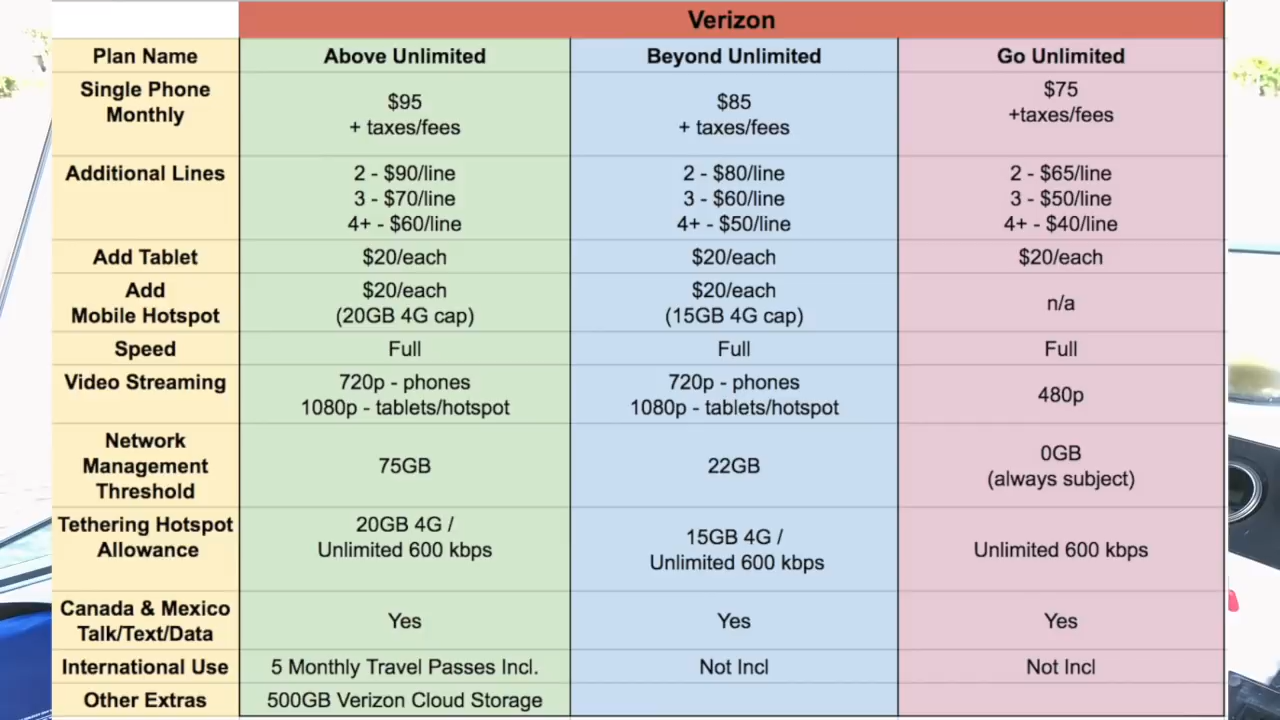 Verizon
Plan Name Above Unlimited Beyond Unlimited Go Unlimited
Single Phone Monthly $95 + taxes/fees $85 + taxes/fees $75 +taxes/fees
Additional Lines 2 - $90/line 3 - $70/line 4+ - $60/line 2 - $80/line 3 - $60/line 4+ - $50/line 2 - $65/line 3 - $50/line 4+ - $40/line
Add Tablet $20/each $20/each $20/each
Add Mobile Hotspot $20/each (20GB 4G cap) $20/each (15GB 4G cap) n/a
Speed Full Full Full
Video Streaming 720p - phones 1080p - tablets/hotspot 720p - phones 1080p - tablets/hotspot 480p
Network Management Threshold 75GB 22GB 0GB (always subject)
Tethering Hotspot Allowance 20GB 4G / Unlimited 600 kbps 15GB 4G / Unlimited 600 kbps Unlimited 600 kbps
Canada & Mexico Talk/Text/Data Yes Yes Yes
International Use 5 Monthly Travel Passes Incl. Not Incl Not Incl
Other Extras 500GB Verizon Cloud Storage